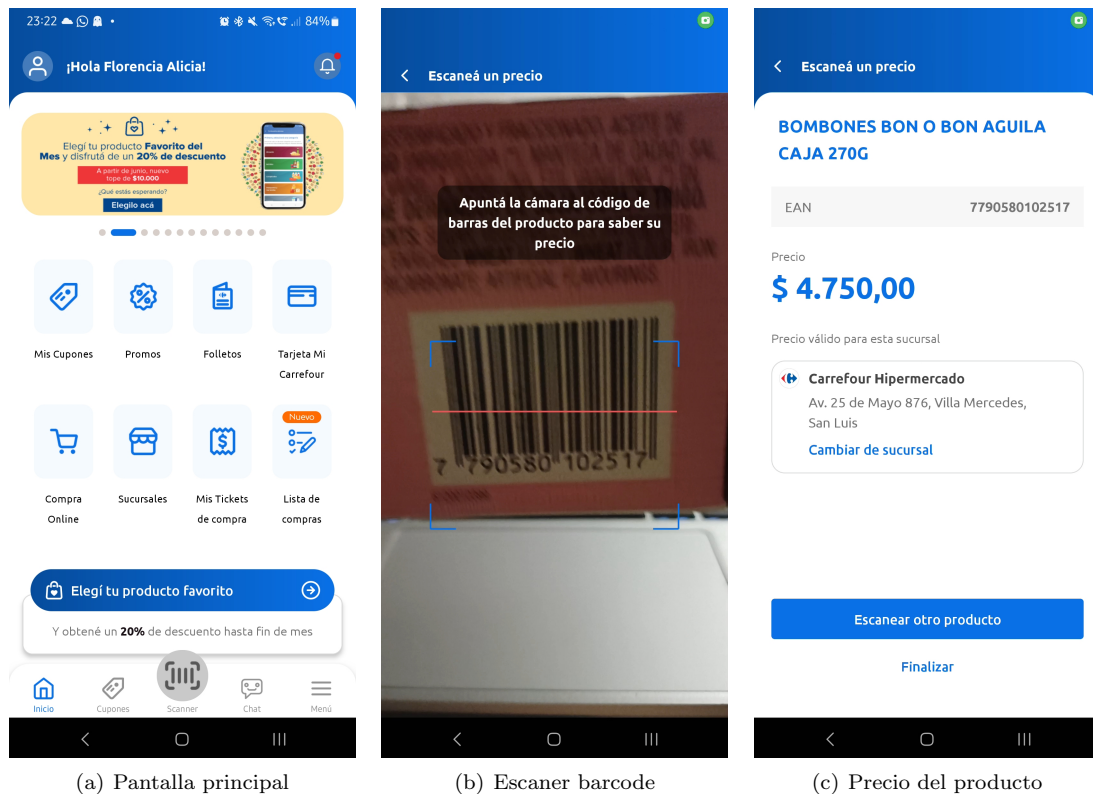 23:22
84%
¡Hola Florencia Alicia!
Elegí tu producto Favorito del
Mes y disfrutá de un 20% de descuento
A partir de junio, nuevo
tope de $10.000
¿Qué estás esperando?
Elegilo acá
Mis Cupones
Promos
Folletos
Tarjeta Mi
Carrefour
Nuevo
Compra
Online
Sucursales
Mis Tickets
de compra
Lista de
compras
Elegí tu producto favorito
Y obtené un 20% de descuento hasta fin de mes
Inicio
Cupones
Scanner
Chat
Menú
(a) Pantalla principal
Escaneá un precio
Apuntá la cámara al código de
barras del producto para saber su
precio
7 790580 102517
(b) Escaner barcode
Escaneá un precio
BOMBONES BON O BON AGUILA
CAJA 270G
EAN 7790580102517
Precio
$ 4.750,00
Precio válido para esta sucursal
Carrefour Hipermercado
Av. 25 de Mayo 876, Villa Mercedes,
San Luis
Cambiar de sucursal
Escanear otro producto
Finalizar
(c) Precio del producto